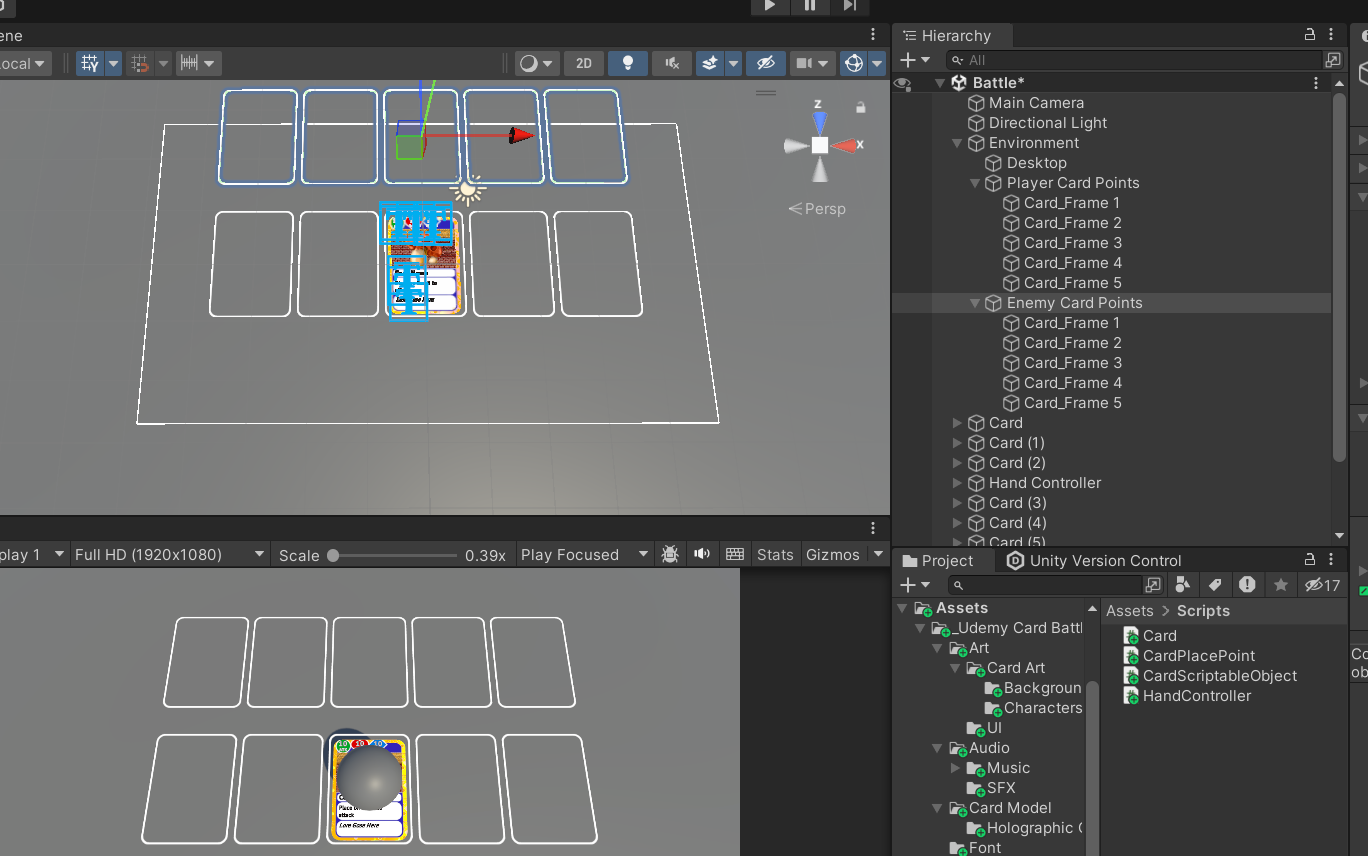 ene
Hierarchy
ocal
2D
All
Battle*
Main Camera
Directional Light
Environment
Desktop
Player Card Points
Card_Frame 1
Card_Frame 2
Card_Frame 3
Card_Frame 4
Card_Frame 5
Enemy Card Points
Card_Frame 1
Card_Frame 2
Card_Frame 3
Card_Frame 4
Card_Frame 5
Card
Card (1)
Card (2)
Hand Controller
Card (3)
Card (4)
Card (5)
z
x
Persp
play 1
Full HD (1920x1080)
Scale
0.39x
Play Focused
Stats
Gizmos
10 10 10
attack
Lore Gose Here
Project
Unity Version Control
17
Assets
_Udemy Card Battl
Art
Card Art
Backgroun
Characters
UI
Audio
Music
SFX
Card Model
Holographic C
Font
Assets > Scripts
Card
CardPlacePoint
CardScriptableObject
HandController
Co
ob